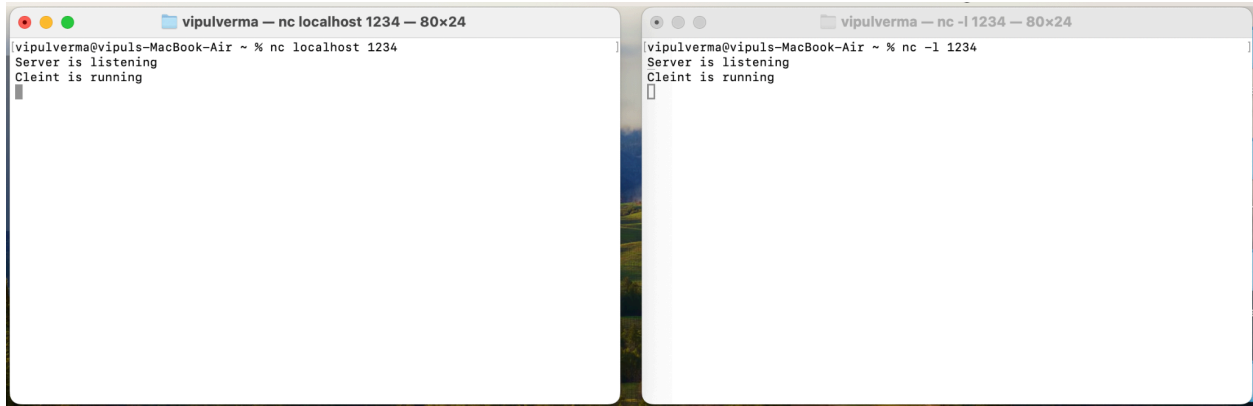 vipulverma — nc localhost 1234 — 80×24
vipulverma@vipuls-MacBook-Air ~ % nc localhost 1234
Server is listening
Cleint is running
vipulverma — nc -l 1234 — 80×24
vipulverma@vipuls-MacBook-Air ~ % nc -l 1234
Server is listening
Cleint is running